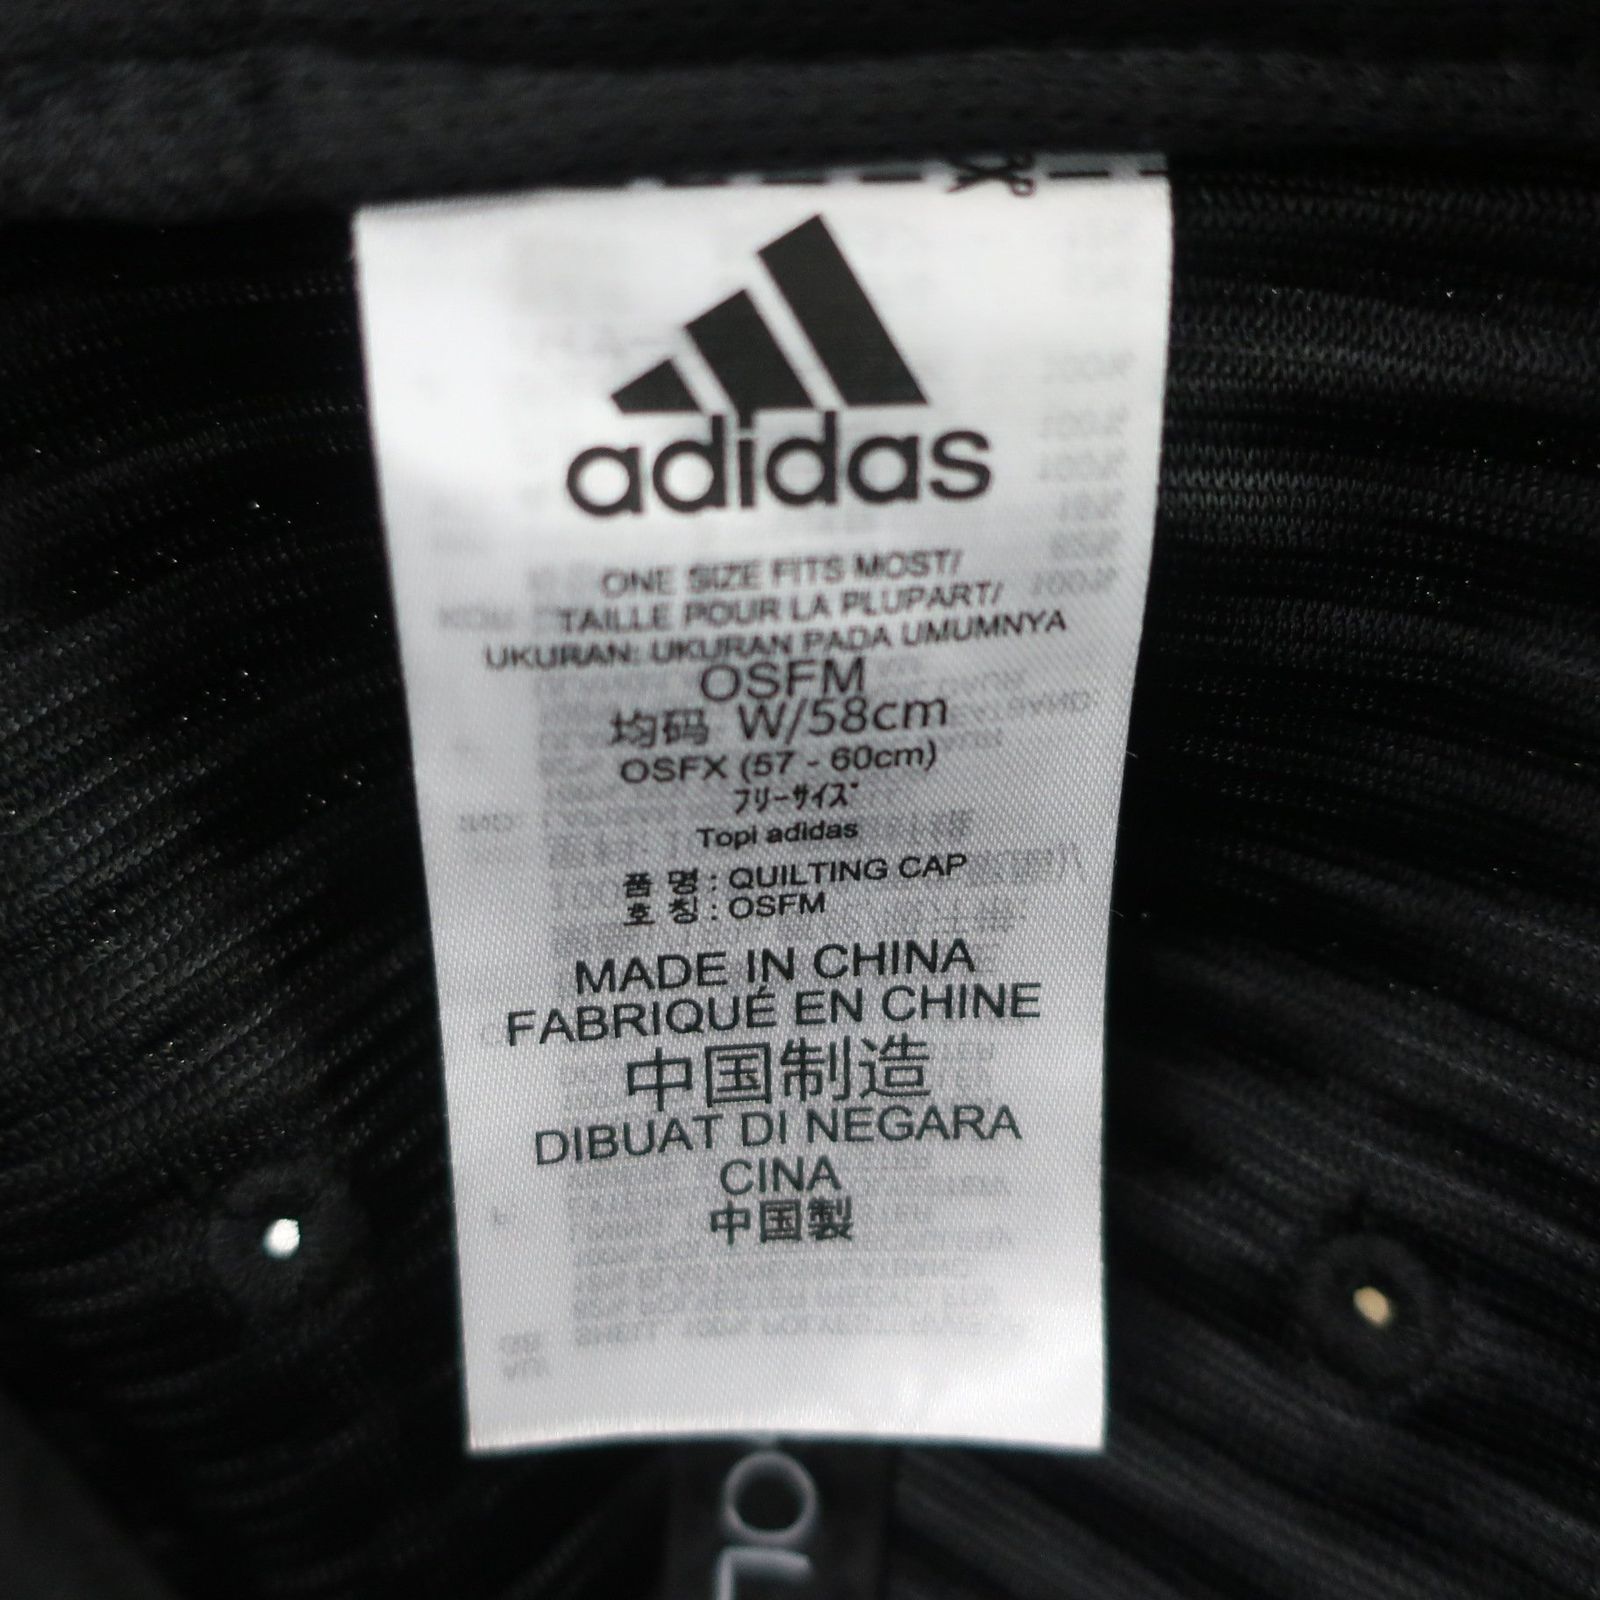 adidas
ONE SIZE FITS MOST/
TAILLE POUR LA PLUPART/
UKURAN: UKURAN PADA UMUMNYA
OSFM
均码 W/58cm
OSFX (57 - 60cm)
フリーサイズ
Topi adidas
품 명 : QUILTING CAP
호 칭 : OSFM
MADE IN CHINA
FABRIQUÉ EN CHINE
中国制造
DIBUAT DI NEGARA
CINA
中国製